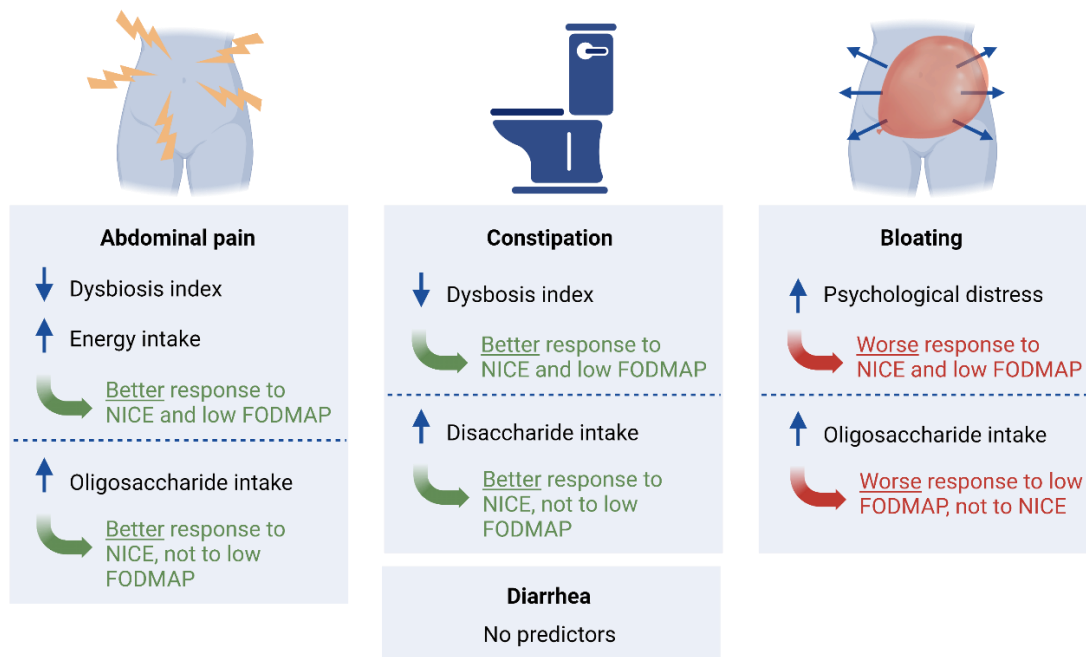 Abdominal pain
Dysbiosis index
Energy intake
Better response to
NICE and low FODMAP
Oligosaccharide intake
Better response to
NICE, not to low
FODMAP
Constipation
Dysbosis index
Better response to
NICE and low FODMAP
Disaccharide intake
Better response to
NICE, not to low
FODMAP
Diarrhea
No predictors
Bloating
Psychological distress
Worse response to
NICE and low FODMAP
Oligosaccharide intake
Worse response to low
FODMAP, not to NICE